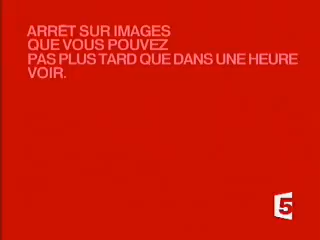 ARRÊT SUR IMAGES
QUE VOUS POUVEZ
PAS PLUS TARD QUE DANS UNE HEURE
VOIR.
5